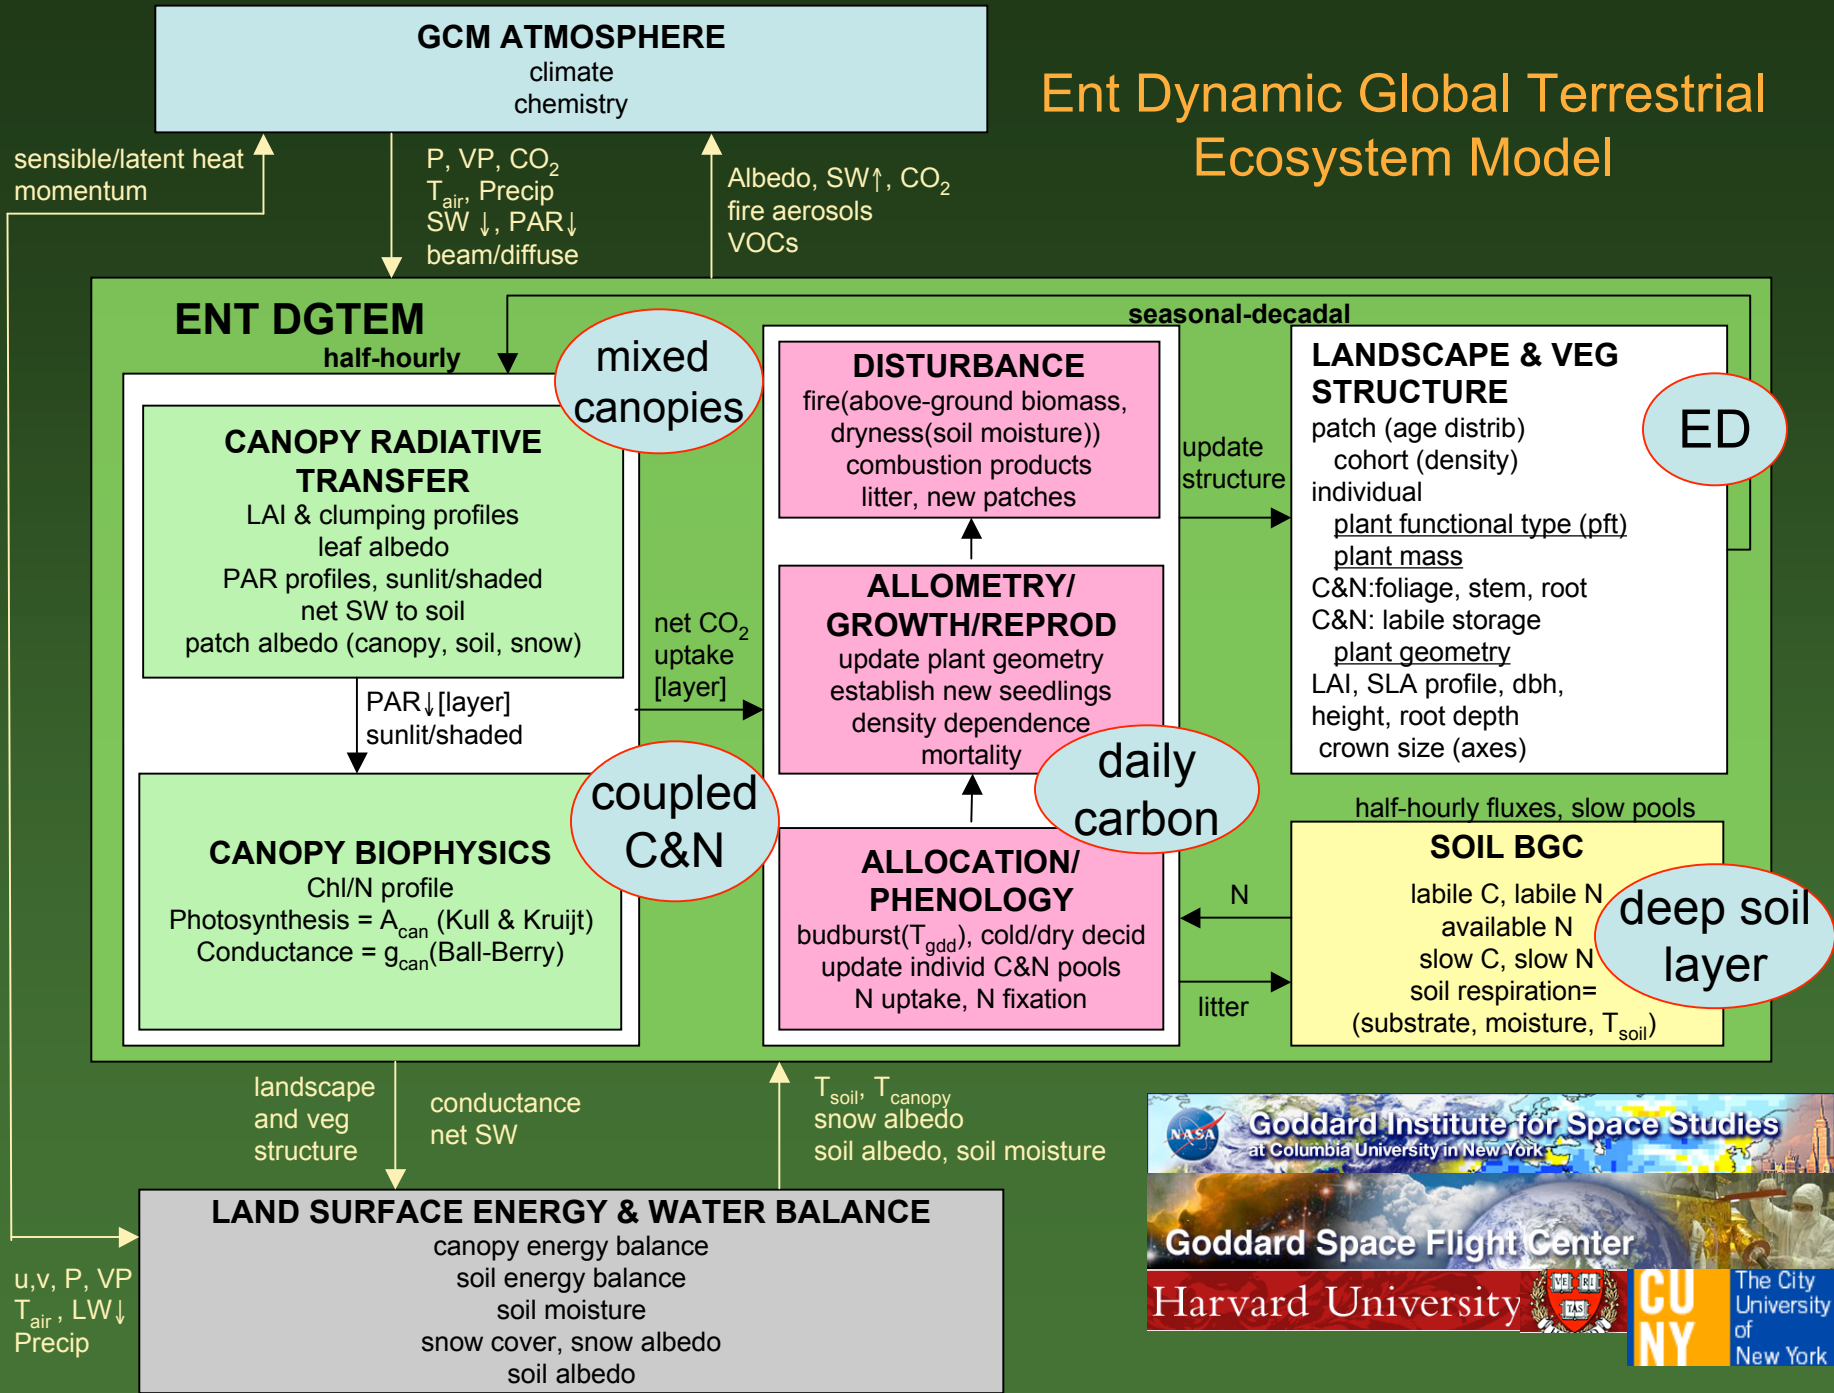 GCM ATMOSPHERE
climate
chemistry
Ent Dynamic Global Terrestrial
Ecosystem Model
sensible/latent heat
momentum
P, VP, CO₂
T_air, Precip
SW ↓, PAR↓
beam/diffuse
Albedo, SW↑, CO₂
fire aerosols
VOCs
ENT DGTEM
half-hourly
seasonal-decadal
mixed
canopies
CANOPY RADIATIVE
TRANSFER
LAI & clumping profiles
leaf albedo
PAR profiles, sunlit/shaded
net SW to soil
patch albedo (canopy, soil, snow)
PAR↓[layer]
sunlit/shaded
coupled
C&N
CANOPY BIOPHYSICS
Chl/N profile
Photosynthesis = A_can (Kull & Kruijt)
Conductance = g_can(Ball-Berry)
net CO₂
uptake
[layer]
DISTURBANCE
fire(above-ground biomass,
dryness(soil moisture))
combustion products
litter, new patches
ALLOMETRY/
GROWTH/REPROD
update plant geometry
establish new seedlings
density dependence
mortality
daily
carbon
ALLOCATION/
PHENOLOGY
budburst(T_gdd), cold/dry decid
update individ C&N pools
N uptake, N fixation
update
structure
LANDSCAPE & VEG
STRUCTURE
patch (age distrib)
cohort (density)
individual
plant functional type (pft)
plant mass
C&N:foliage, stem, root
C&N: labile storage
plant geometry
LAI, SLA profile, dbh,
height, root depth
crown size (axes)
ED
half-hourly fluxes, slow pools
SOIL BGC
labile C, labile N
available N
slow C, slow N
soil respiration=
(substrate, moisture, T_soil)
deep soil
layer
N
litter
landscape
and veg
structure
conductance
net SW
T_soil, T_canopy
snow albedo
soil albedo, soil moisture
LAND SURFACE ENERGY & WATER BALANCE
canopy energy balance
soil energy balance
soil moisture
snow cover, snow albedo
soil albedo
u,v, P, VP
T_air , LW↓
Precip
NASA
Goddard Institute for Space Studies
at Columbia University in New York
Goddard Space Flight Center
Harvard University
VE RI
TAS
CU
NY
The City
University
of
New York